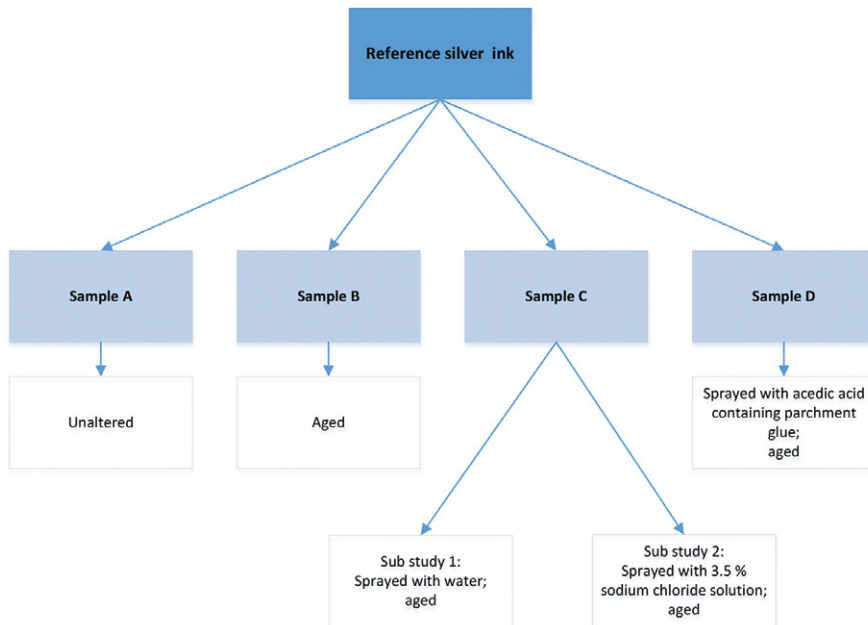 Reference silver ink
Sample A
Sample B
Sample C
Sample D
Unaltered
Aged
Sprayed with acedic acid
containing parchment
glue;
aged
Sub study 1:
Sprayed with water;
aged
Sub study 2:
Sprayed with 3.5 %
sodium chloride solution;
aged